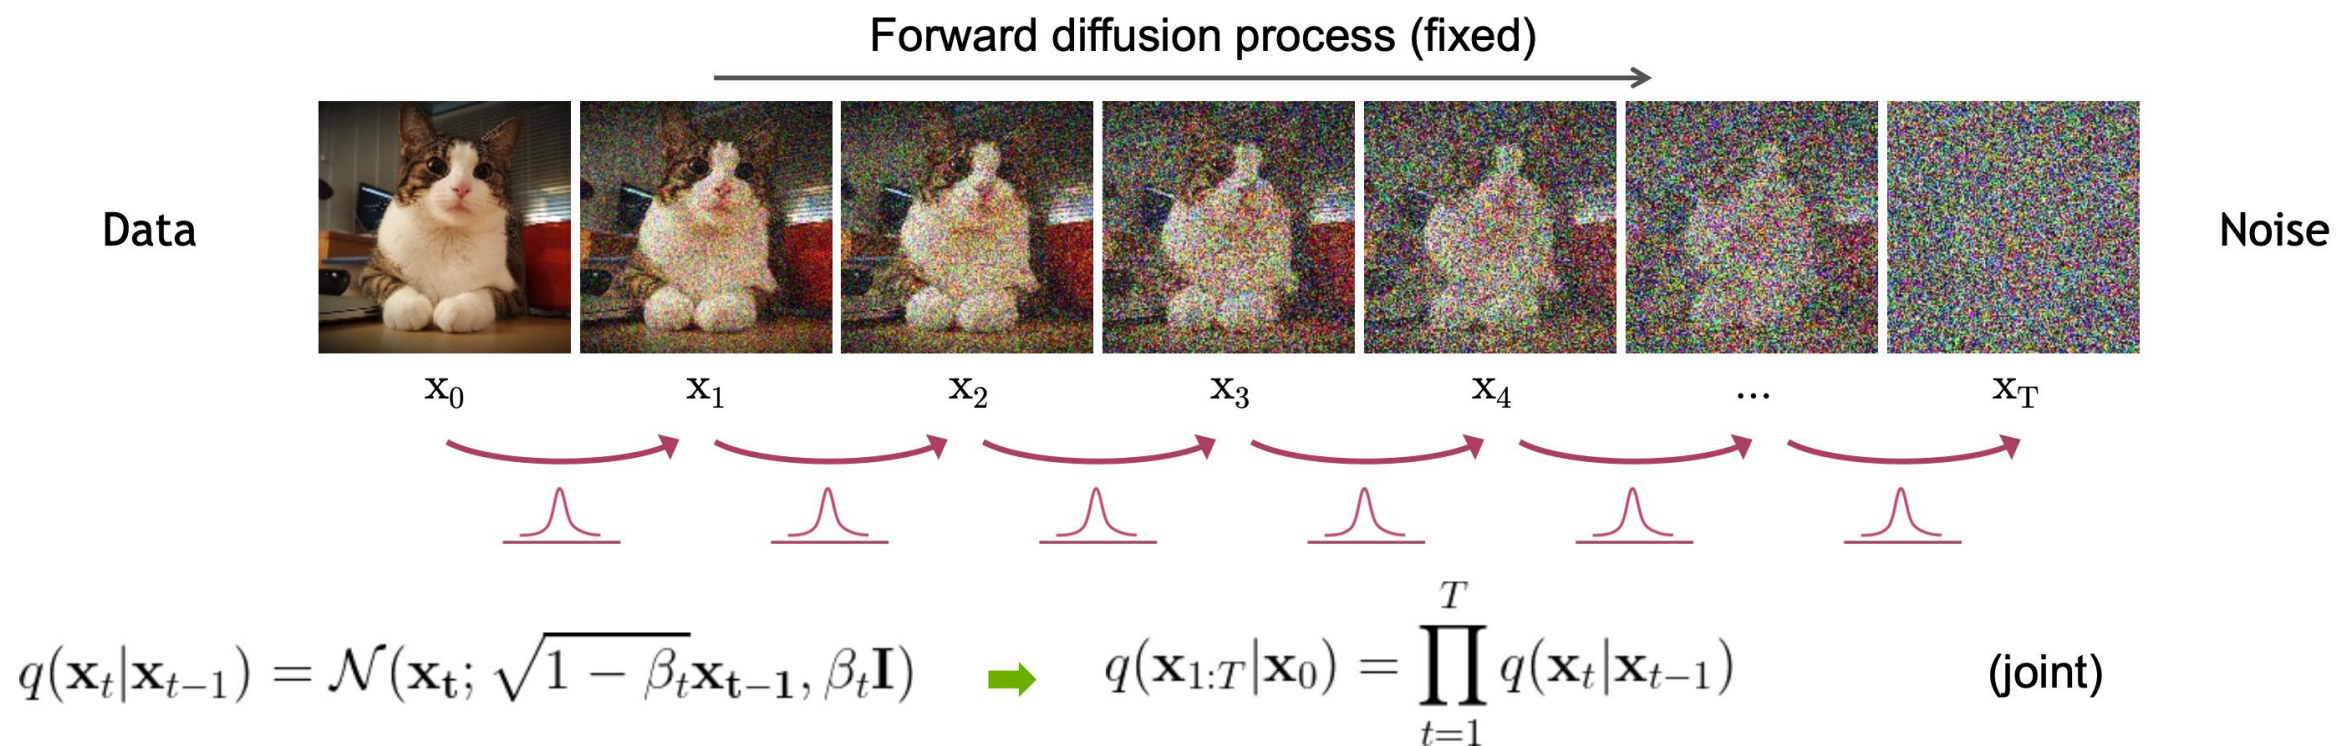 Forward diffusion process (fixed)
Data
Noise
x₀ x₁ x₂ x₃ x₄ ... x_T
q(𝐱ₜ|𝐱ₜ₋₁) = 𝒩(𝐱ₜ; √(1 − βₜ)𝐱ₜ₋₁, βₜ𝐈) ➡ q(𝐱₁:T|𝐱₀) = ∏_{t=1}^{T} q(𝐱ₜ|𝐱ₜ₋₁) (joint)